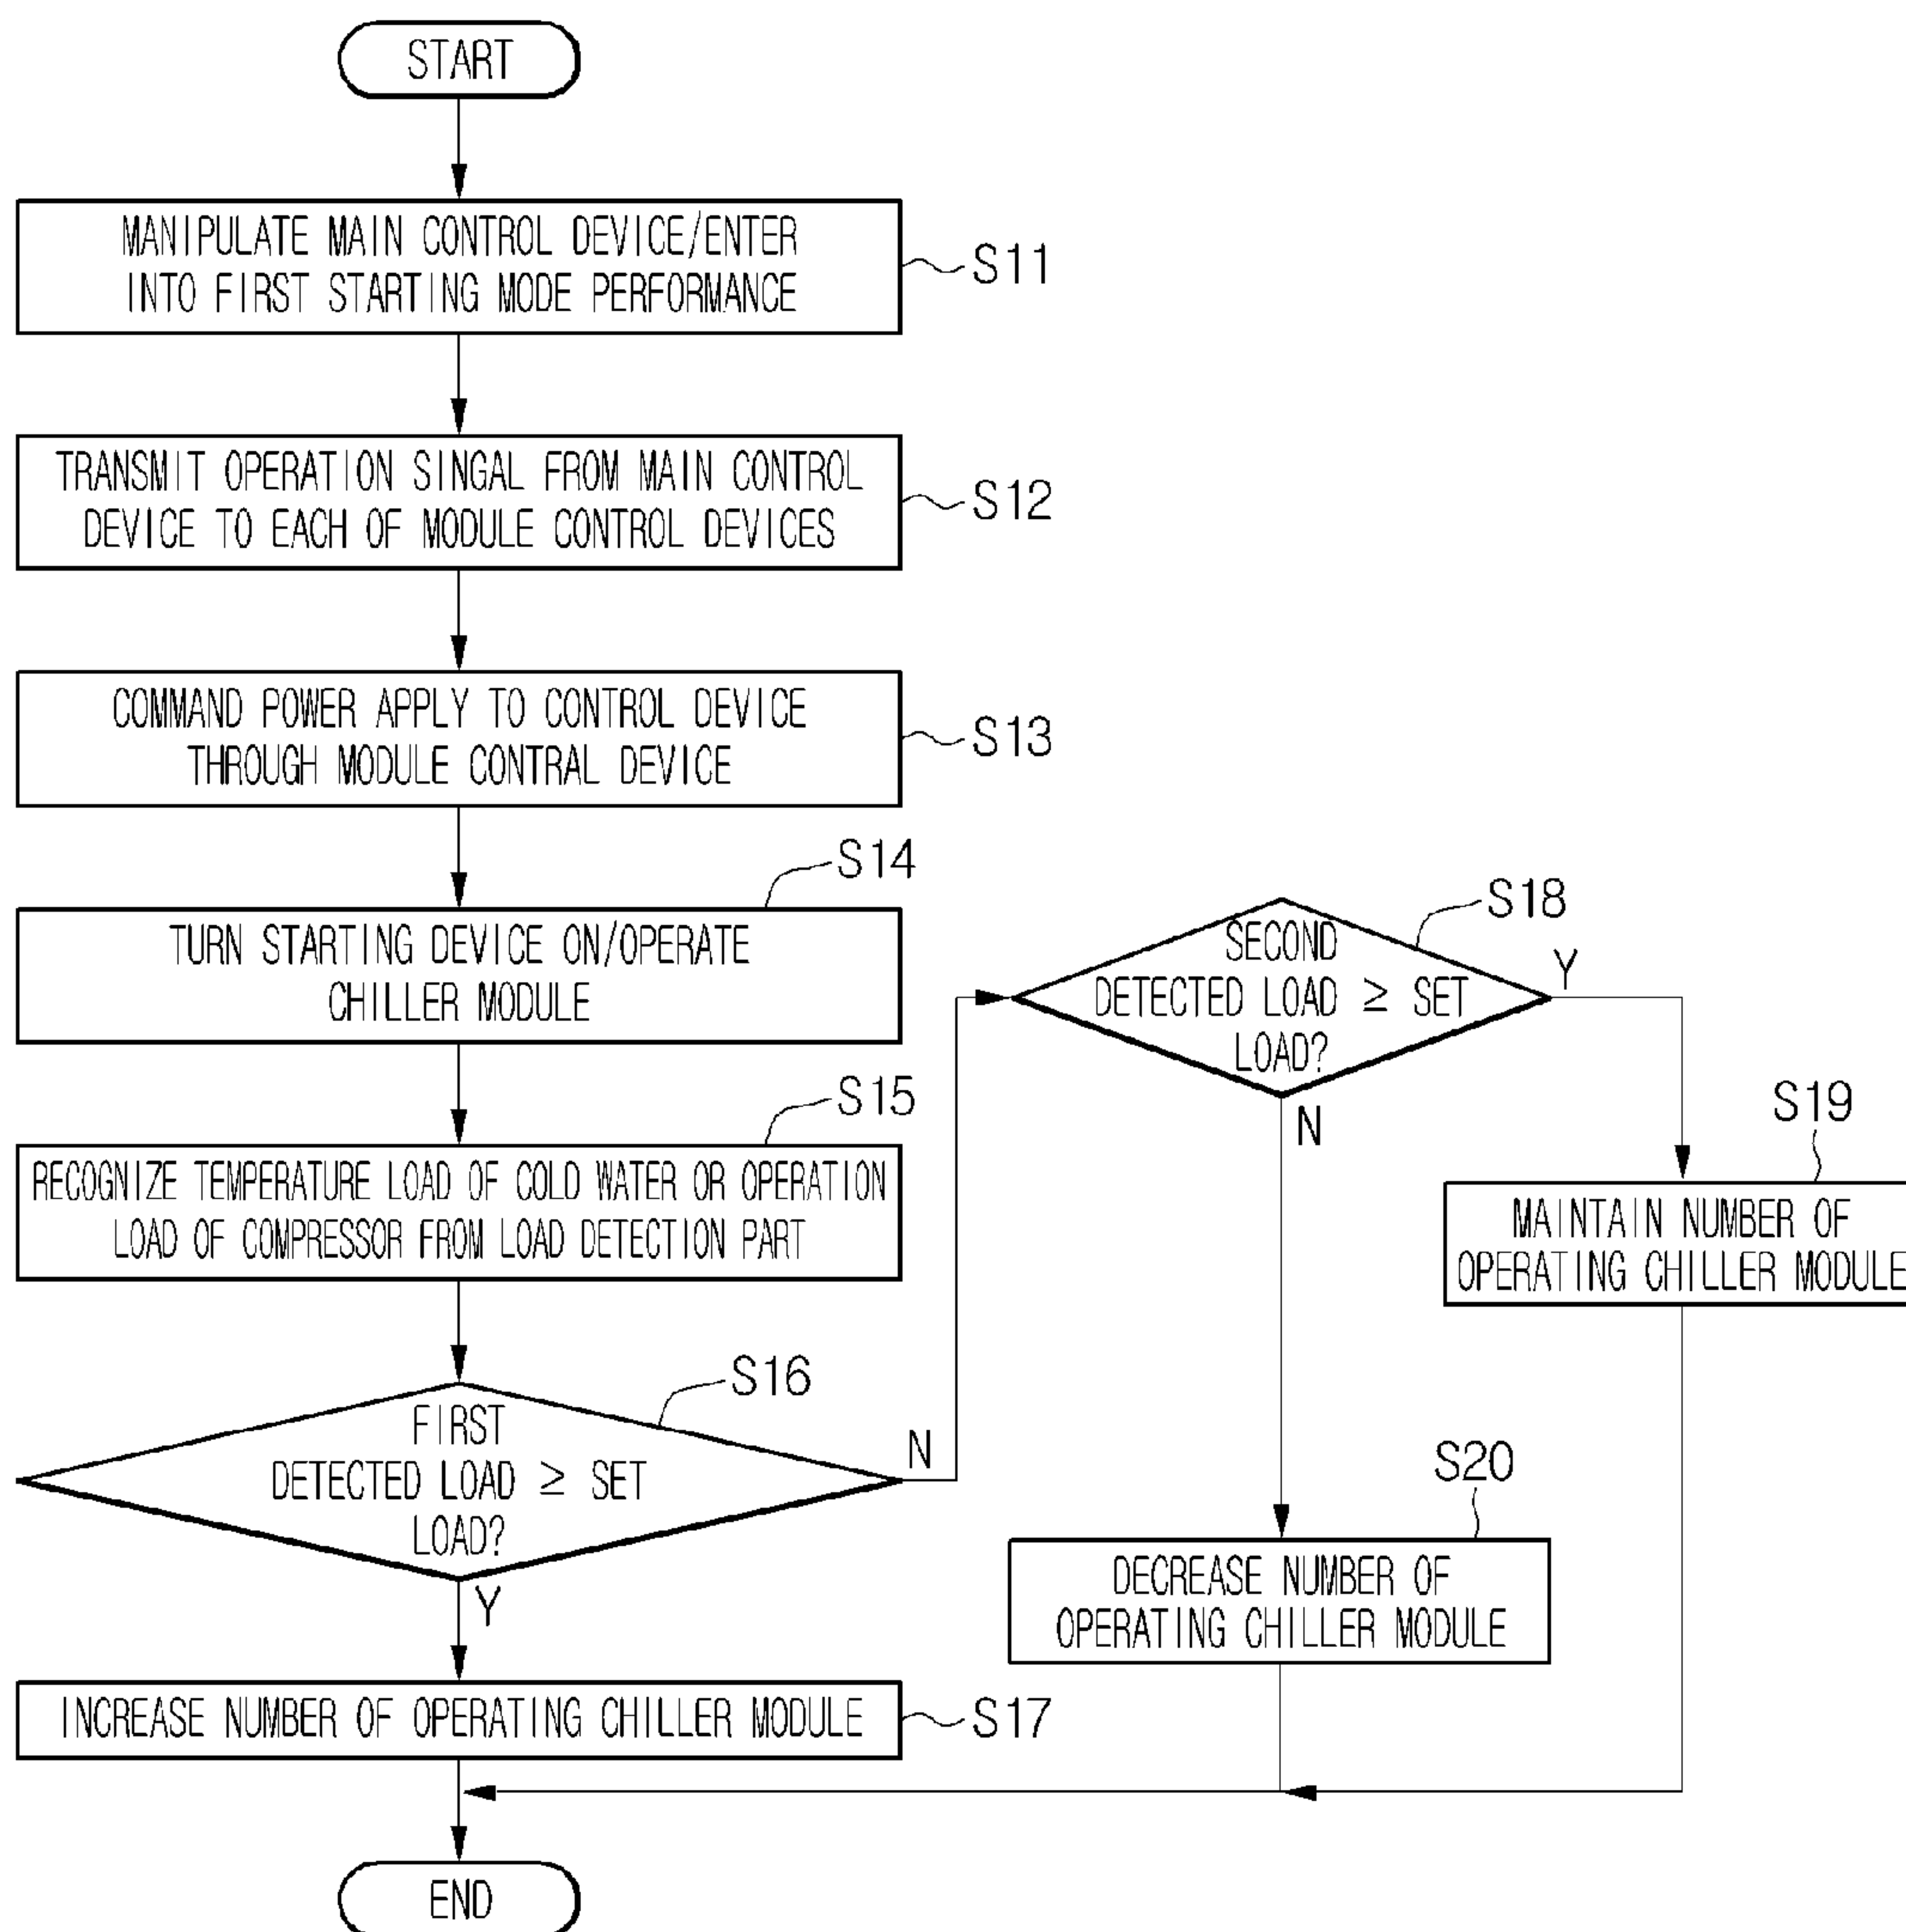 START
MANIPULATE MAIN CONTROL DEVICE/ENTER
INTO FIRST STARTING MODE PERFORMANCE
S11
TRANSMIT OPERATION SINGAL FROM MAIN CONTROL
DEVICE TO EACH OF MODULE CONTROL DEVICES
S12
COMMAND POWER APPLY TO CONTROL DEVICE
THROUGH MODULE CONTRAL DEVICE
S13
S14
TURN STARTING DEVICE ON/OPERATE
CHILLER MODULE
S15
RECOGNIZE TEMPERATURE LOAD OF COLD WATER OR OPERATION
LOAD OF COMPRESSOR FROM LOAD DETECTION PART
S16
FIRST
DETECTED LOAD ≥ SET
LOAD?
N
Y
INCREASE NUMBER OF OPERATING CHILLER MODULE
S17
S18
SECOND
DETECTED LOAD ≥ SET
LOAD?
Y
N
S19
MAINTAIN NUMBER OF
OPERATING CHILLER MODULE
S20
DECREASE NUMBER OF
OPERATING CHILLER MODULE
END